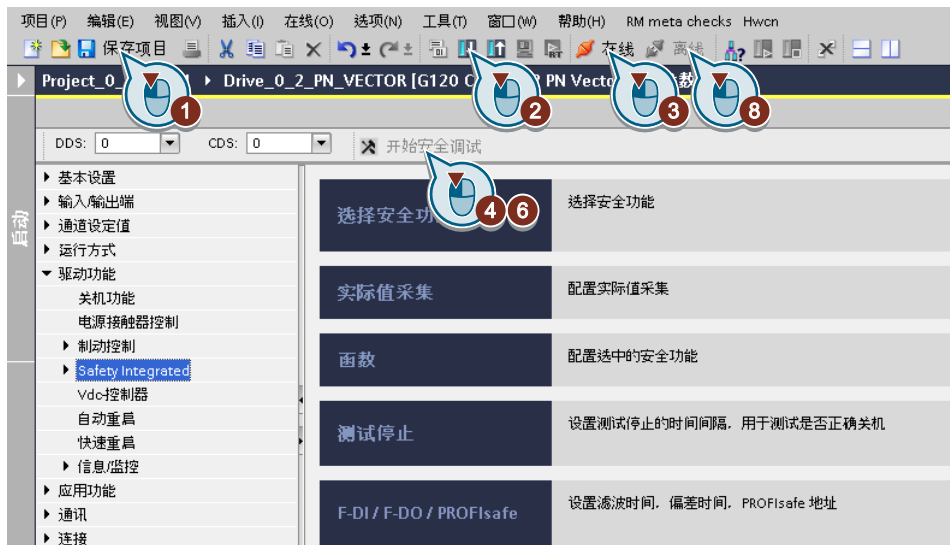 项目(P) 编辑(E) 视图(V) 插入(I) 在线(O) 选项(N) 工具(T) 窗口(W) 帮助(H) RM meta checks Hwcn
保存项目 在线 离线
Project_0_ 1 Drive_0_2_PN_VECTOR [G120 C PN Vecto 数
1 2 3 8
DDS: 0 CDS: 0 开始安全调试
4 6
启动
基本设置
输入/输出端
通道设定值
运行方式
驱动功能
关机功能
电源接触器控制
制动控制
Safety Integrated
Vdc-控制器
自动重启
快速重启
信息/监控
应用功能
通讯
连接
选择安全功 选择安全功能
实际值采集 配置实际值采集
函数 配置选中的安全功能
测试停止 设置测试停止的时间间隔，用于测试是否正确关机
F-DI / F-DO / PROFIsafe 设置滤波时间，偏差时间，PROFIsafe 地址